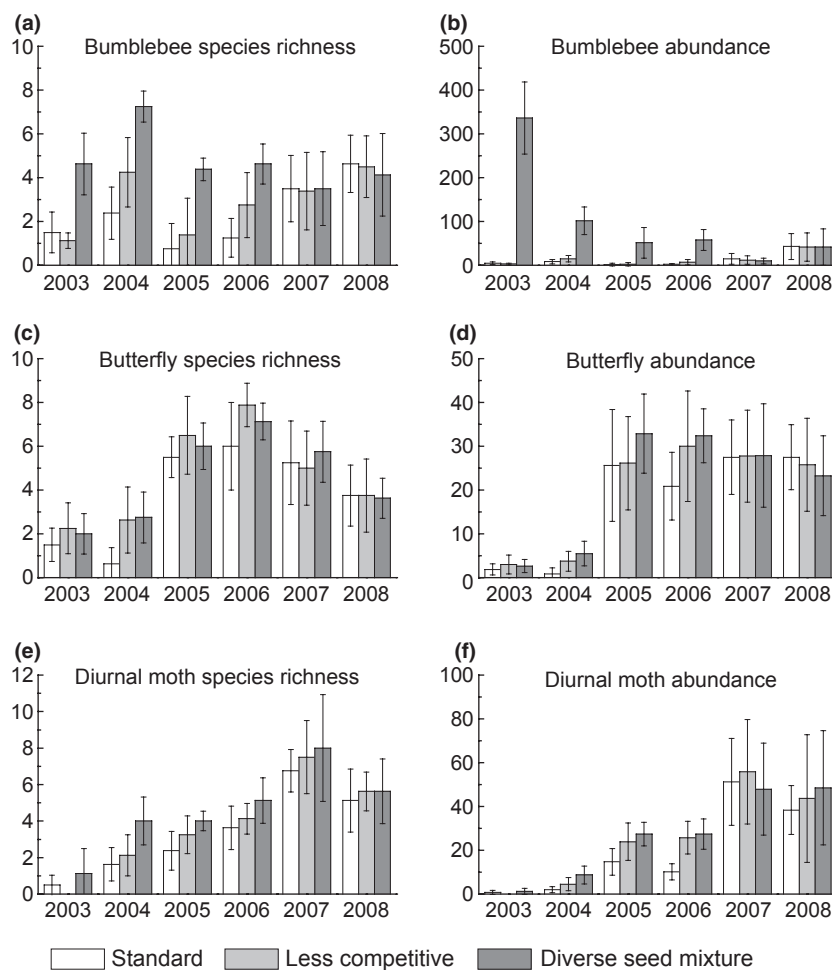 (a) (b)
Bumblebee species richness Bumblebee abundance
10 500
8 400
6 300
4 200
2 100
0 0
2003 2004 2005 2006 2007 2008 2003 2004 2005 2006 2007 2008
(c) (d)
Butterfly species richness Butterfly abundance
10 50
8 40
6 30
4 20
2 10
0 0
2003 2004 2005 2006 2007 2008 2003 2004 2005 2006 2007 2008
(e) (f)
Diurnal moth species richness Diurnal moth abundance
12 100
10 80
8 60
6 40
4 20
2 0
0
2003 2004 2005 2006 2007 2008 2003 2004 2005 2006 2007 2008
Standard Less competitive Diverse seed mixture